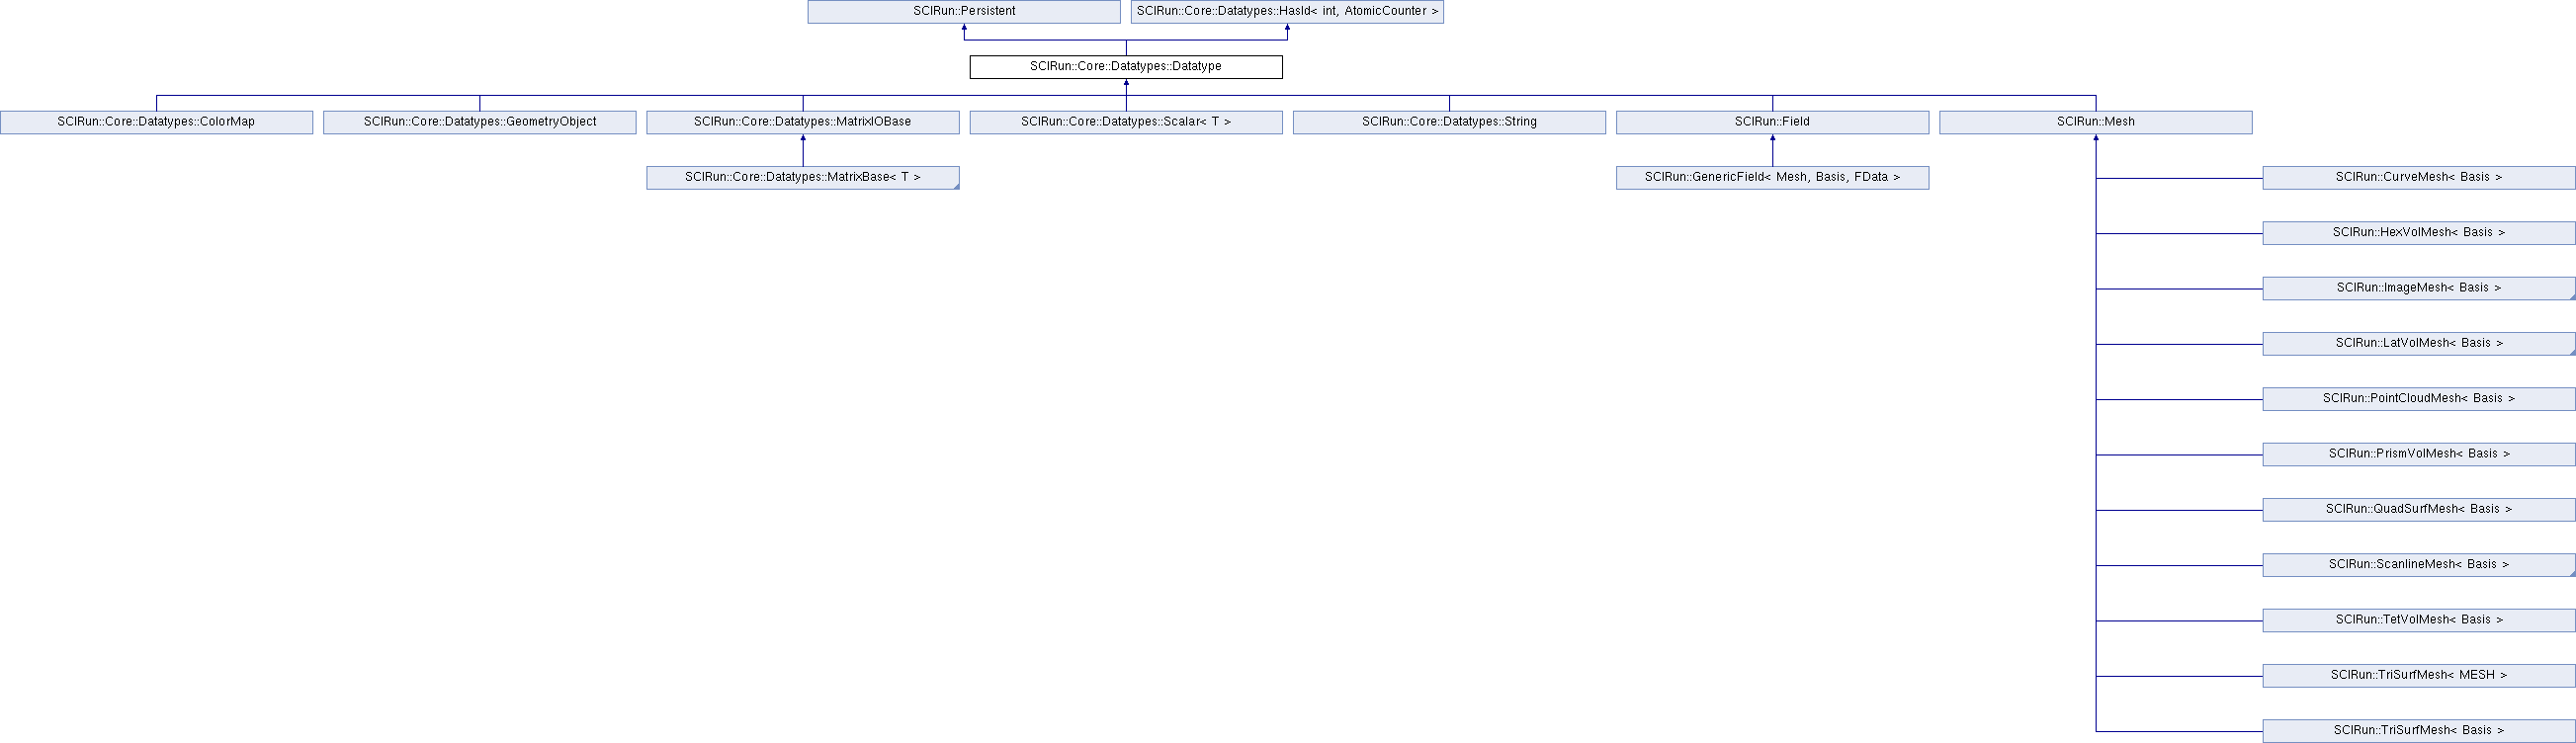 SCIRun::Persistent
SCIRun::Core::Datatypes::HasId< int, AtomicCounter >
SCIRun::Core::Datatypes::Datatype
SCIRun::Core::Datatypes::ColorMap
SCIRun::Core::Datatypes::GeometryObject
SCIRun::Core::Datatypes::MatrixIOBase
SCIRun::Core::Datatypes::Scalar< T >
SCIRun::Core::Datatypes::String
SCIRun::Field
SCIRun::Mesh
SCIRun::Core::Datatypes::MatrixBase< T >
SCIRun::GenericField< Mesh, Basis, FData >
SCIRun::CurveMesh< Basis >
SCIRun::HexVolMesh< Basis >
SCIRun::ImageMesh< Basis >
SCIRun::LatVolMesh< Basis >
SCIRun::PointCloudMesh< Basis >
SCIRun::PrismVolMesh< Basis >
SCIRun::QuadSurfMesh< Basis >
SCIRun::ScanlineMesh< Basis >
SCIRun::TetVolMesh< Basis >
SCIRun::TriSurfMesh< MESH >
SCIRun::TriSurfMesh< Basis >